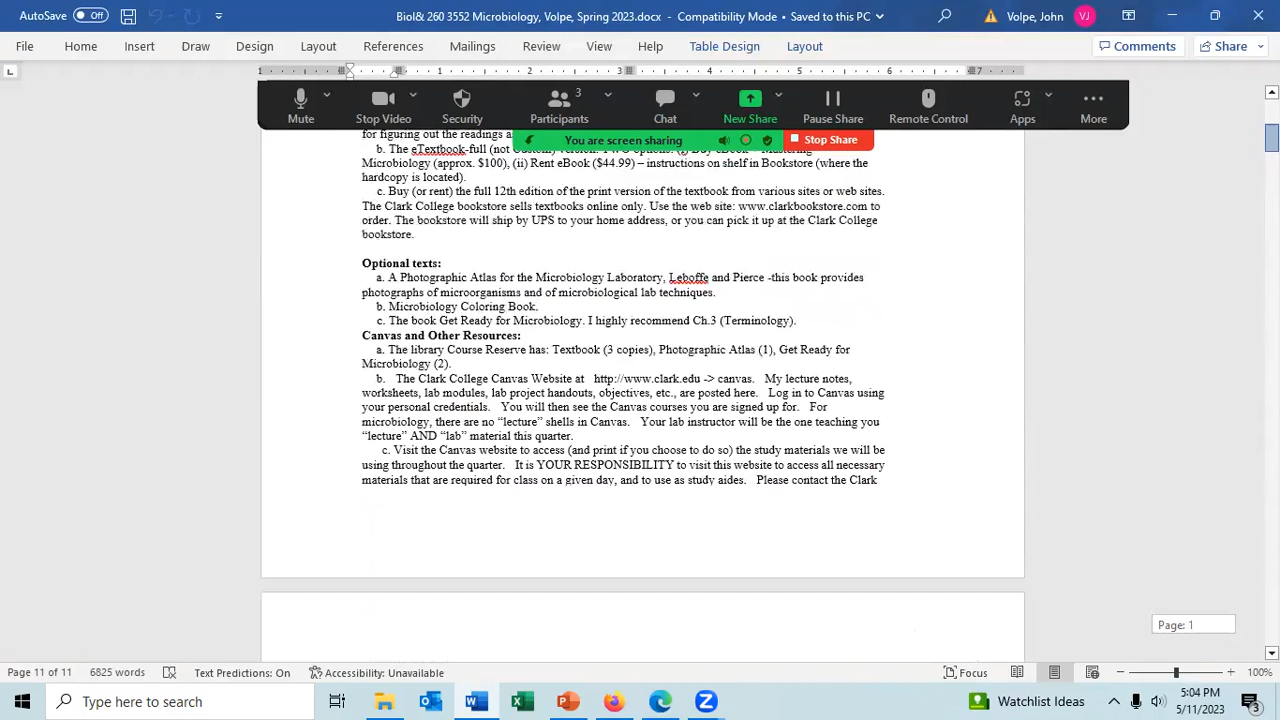 AutoSave Off
Biol& 260 3552 Microbiology, Volpe, Spring 2023.docx - Compatibility Mode • Saved to this PC
Volpe, John VJ
File Home Insert Draw Design Layout References Mailings Review View Help Table Design Layout
Comments Share
1 1 2 3 4 5 6 7
Mute Stop Video Security Participants 3 Chat New Share Pause Share Remote Control Apps More
You are screen sharing Stop Share
for figuring out the readings
b. The eTextbook-full (not
Microbiology (approx. $100), (ii) Rent eBook ($44.99) – instructions on shelf in Bookstore (where the
hardcopy is located).
c. Buy (or rent) the full 12th edition of the print version of the textbook from various sites or web sites.
The Clark College bookstore sells textbooks online only. Use the web site: www.clarkbookstore.com to
order. The bookstore will ship by UPS to your home address, or you can pick it up at the Clark College
bookstore.
Optional texts:
a. A Photographic Atlas for the Microbiology Laboratory, Leboffe and Pierce -this book provides
photographs of microorganisms and of microbiological lab techniques.
b. Microbiology Coloring Book.
c. The book Get Ready for Microbiology. I highly recommend Ch.3 (Terminology).
Canvas and Other Resources:
a. The library Course Reserve has: Textbook (3 copies), Photographic Atlas (1), Get Ready for
Microbiology (2).
b. The Clark College Canvas Website at http://www.clark.edu -> canvas. My lecture notes,
worksheets, lab modules, lab project handouts, objectives, etc., are posted here. Log in to Canvas using
your personal credentials. You will then see the Canvas courses you are signed up for. For
microbiology, there are no “lecture” shells in Canvas. Your lab instructor will be the one teaching you
“lecture” AND “lab” material this quarter.
c. Visit the Canvas website to access (and print if you choose to do so) the study materials we will be
using throughout the quarter. It is YOUR RESPONSIBILITY to visit this website to access all necessary
materials that are required for class on a given day, and to use as study aides. Please contact the Clark
Page: 1
Page 11 of 11 6825 words Text Predictions: On Accessibility: Unavailable Focus 100%
Type here to search
Watchlist Ideas
5:04 PM
5/11/2023
3